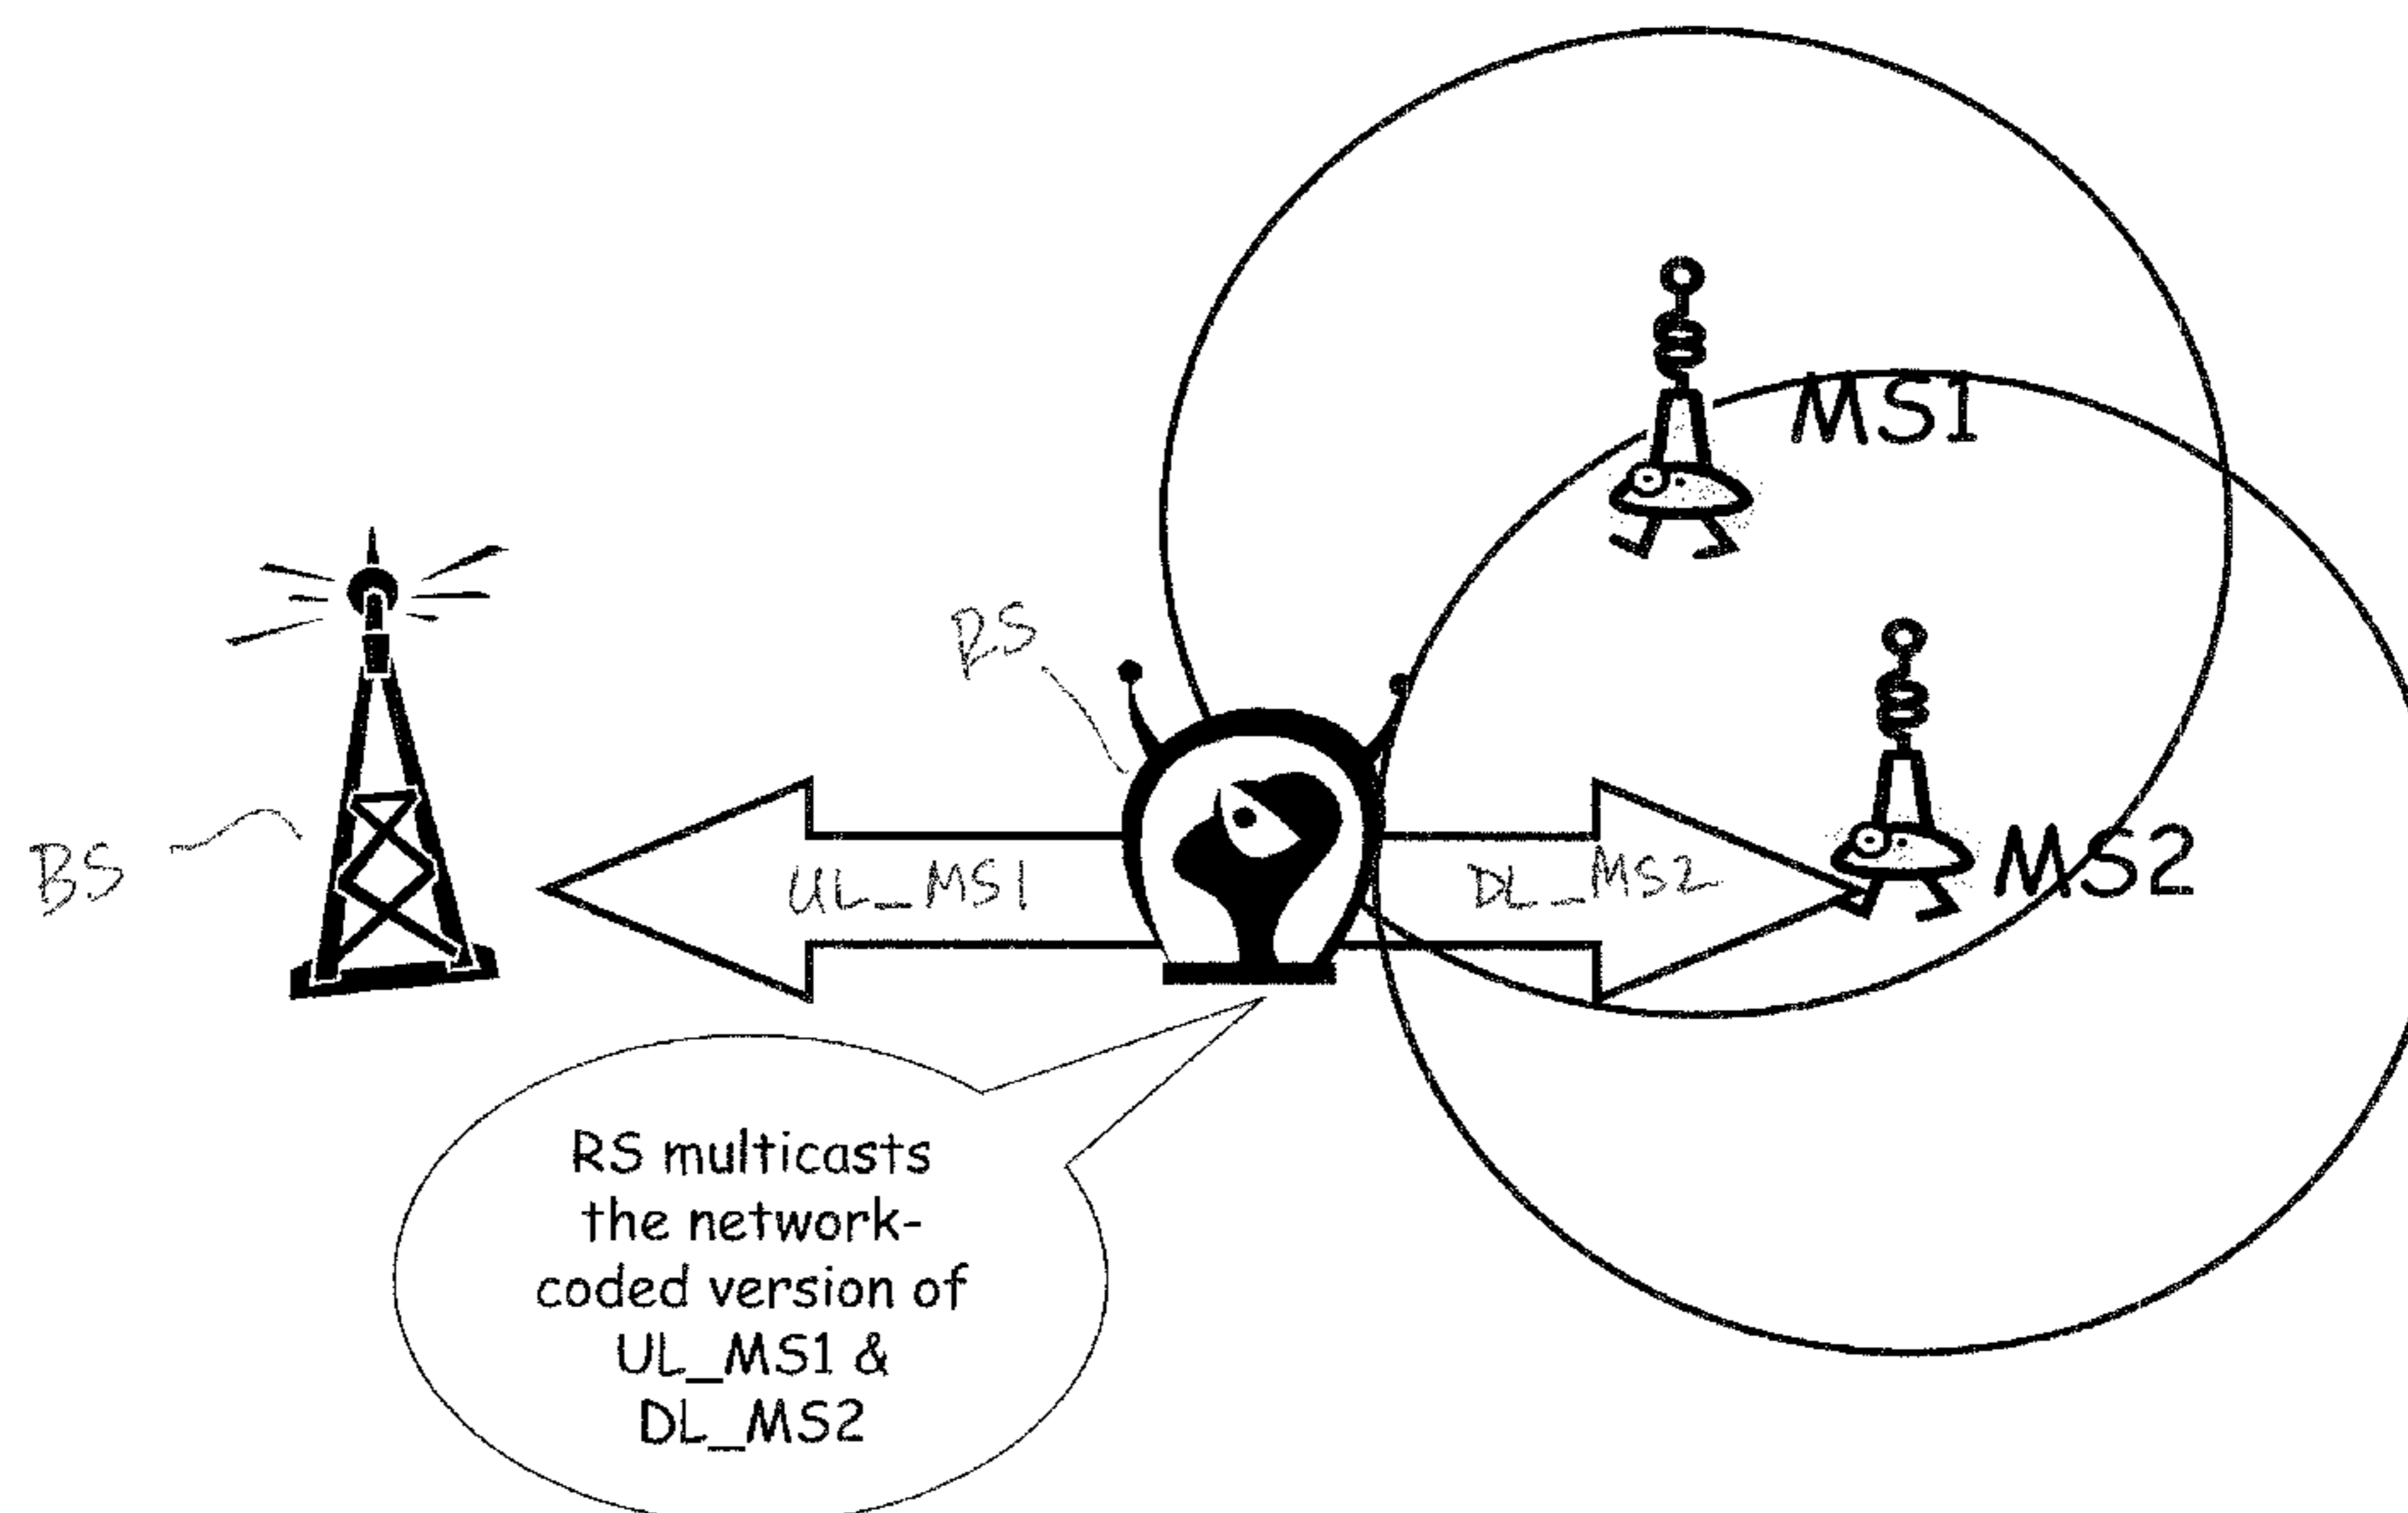 MS1
RS
BS
UL_MS1
DL_MS2
MS2
RS multicasts
the network-
coded version of
UL_MS1 &
DL_MS2